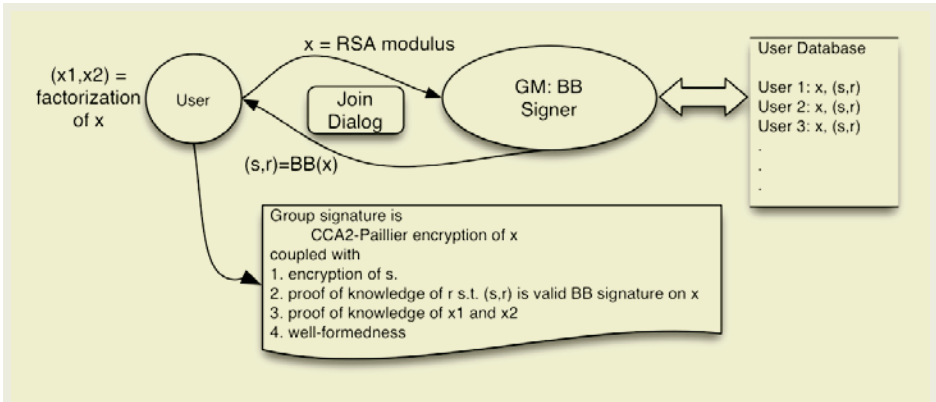 x = RSA modulus
(x1,x2) =
factorization
of x
User
Join
Dialog
GM: BB
Signer
(s,r)=BB(x)
User Database
User 1: x, (s,r)
User 2: x, (s,r)
User 3: x, (s,r)
.
.
.
Group signature is
CCA2-Paillier encryption of x
coupled with
1. encryption of s.
2. proof of knowledge of r s.t. (s,r) is valid BB signature on x
3. proof of knowledge of x1 and x2
4. well-formedness